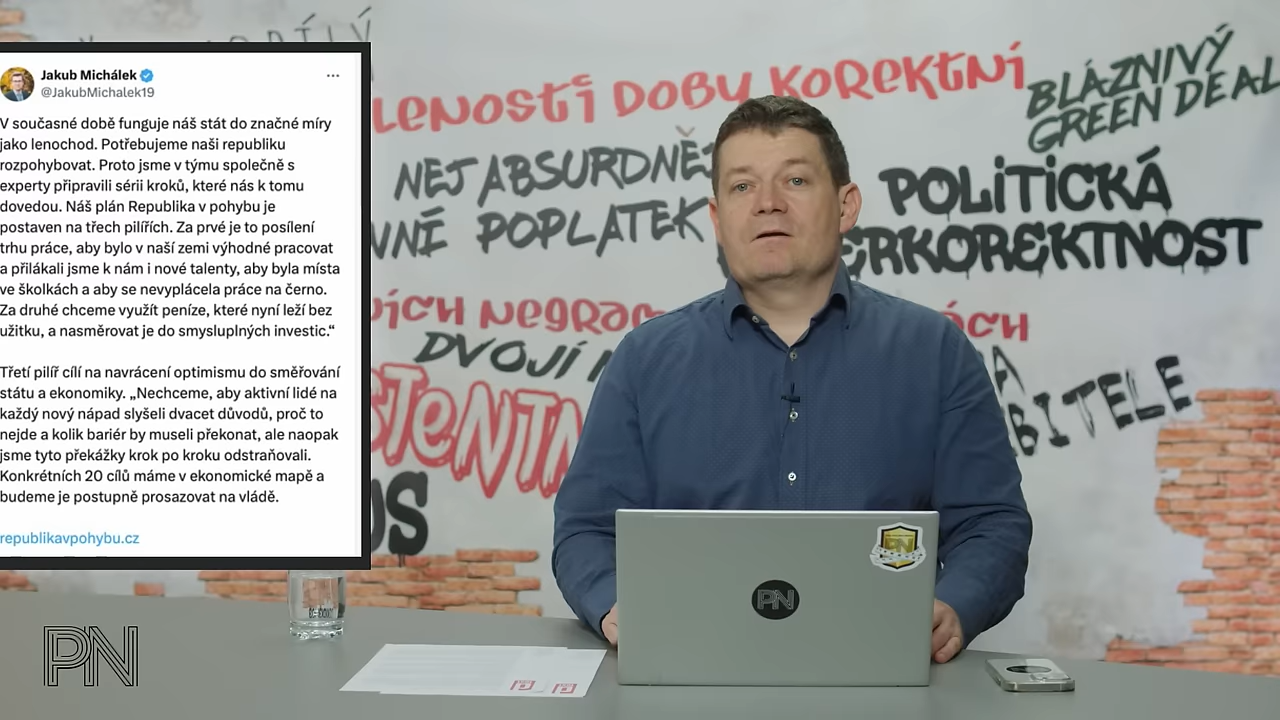 Jakub Michálek
@JakubMichalek19
V současné době funguje náš stát do značné míry
jako lenochod. Potřebujeme naši republiku
rozpohybovat. Proto jsme v týmu společně s
experty připravili sérii kroků, které nás k tomu
dovedou. Náš plán Republika v pohybu je
postaven na třech pilířích. Za prvé je to posílení
trhu práce, aby bylo v naší zemi výhodné pracovat
a přilákali jsme k nám i nové talenty, aby byla místa
ve školkách a aby se nevyplácela práce na černo.
Za druhé chceme využít peníze, které nyní leží bez
užitku, a nasměrovat je do smysluplných investic.“
Třetí pilíř cílí na navrácení optimismu do směřování
státu a ekonomiky. „Nechceme, aby aktivní lidé na
každý nový nápad slyšeli dvacet důvodů, proč to
nejde a kolik bariér by museli překonat, ale naopak
jsme tyto překážky krok po kroku odstraňovali.
Konkrétních 20 cílů máme v ekonomické mapě a
budeme je postupně prosazovat na vládě.
republikavpohybu.cz
LENOSTÍ DOBY KOREKTNÍ
BLÁZNIVÝ
GREEN DEAL
NEJABSURDNĚJ
VNÍ POPLATEK
POLITICKÁ
ERKOREKTNOST
DVOJÍ
BITELE
PN
PN
PN